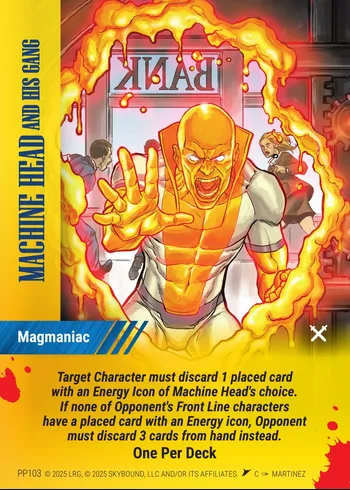 MACHINE HEAD AND HIS GANG
BANK
Magmaniac
Target Character must discard 1 placed card
with an Energy Icon of Machine Head's choice.
If none of Opponent's Front Line characters
have a placed card with an Energy icon, Opponent
must discard 3 cards from hand instead.
One Per Deck
PP103 © 2025 LRG, © 2025 SKYBOUND, LLC AND/OR ITS AFFILIATES. C ✑ MARTINEZ